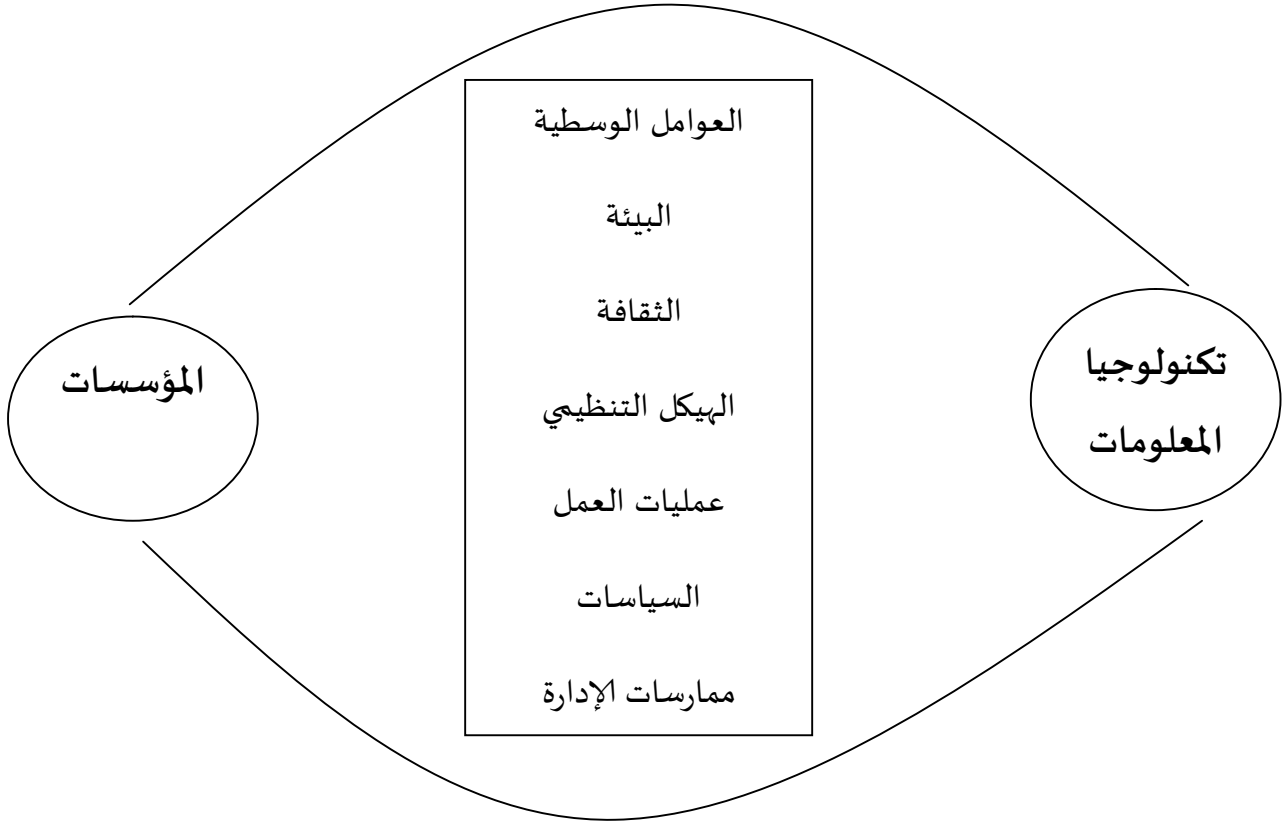 العوامل الوسطية
البيئة
الثقافة
الهيكل التنظيمي
عمليات العمل
السياسات
ممارسات الإدارة
تكنولوجيا
المعلومات
المؤسسات